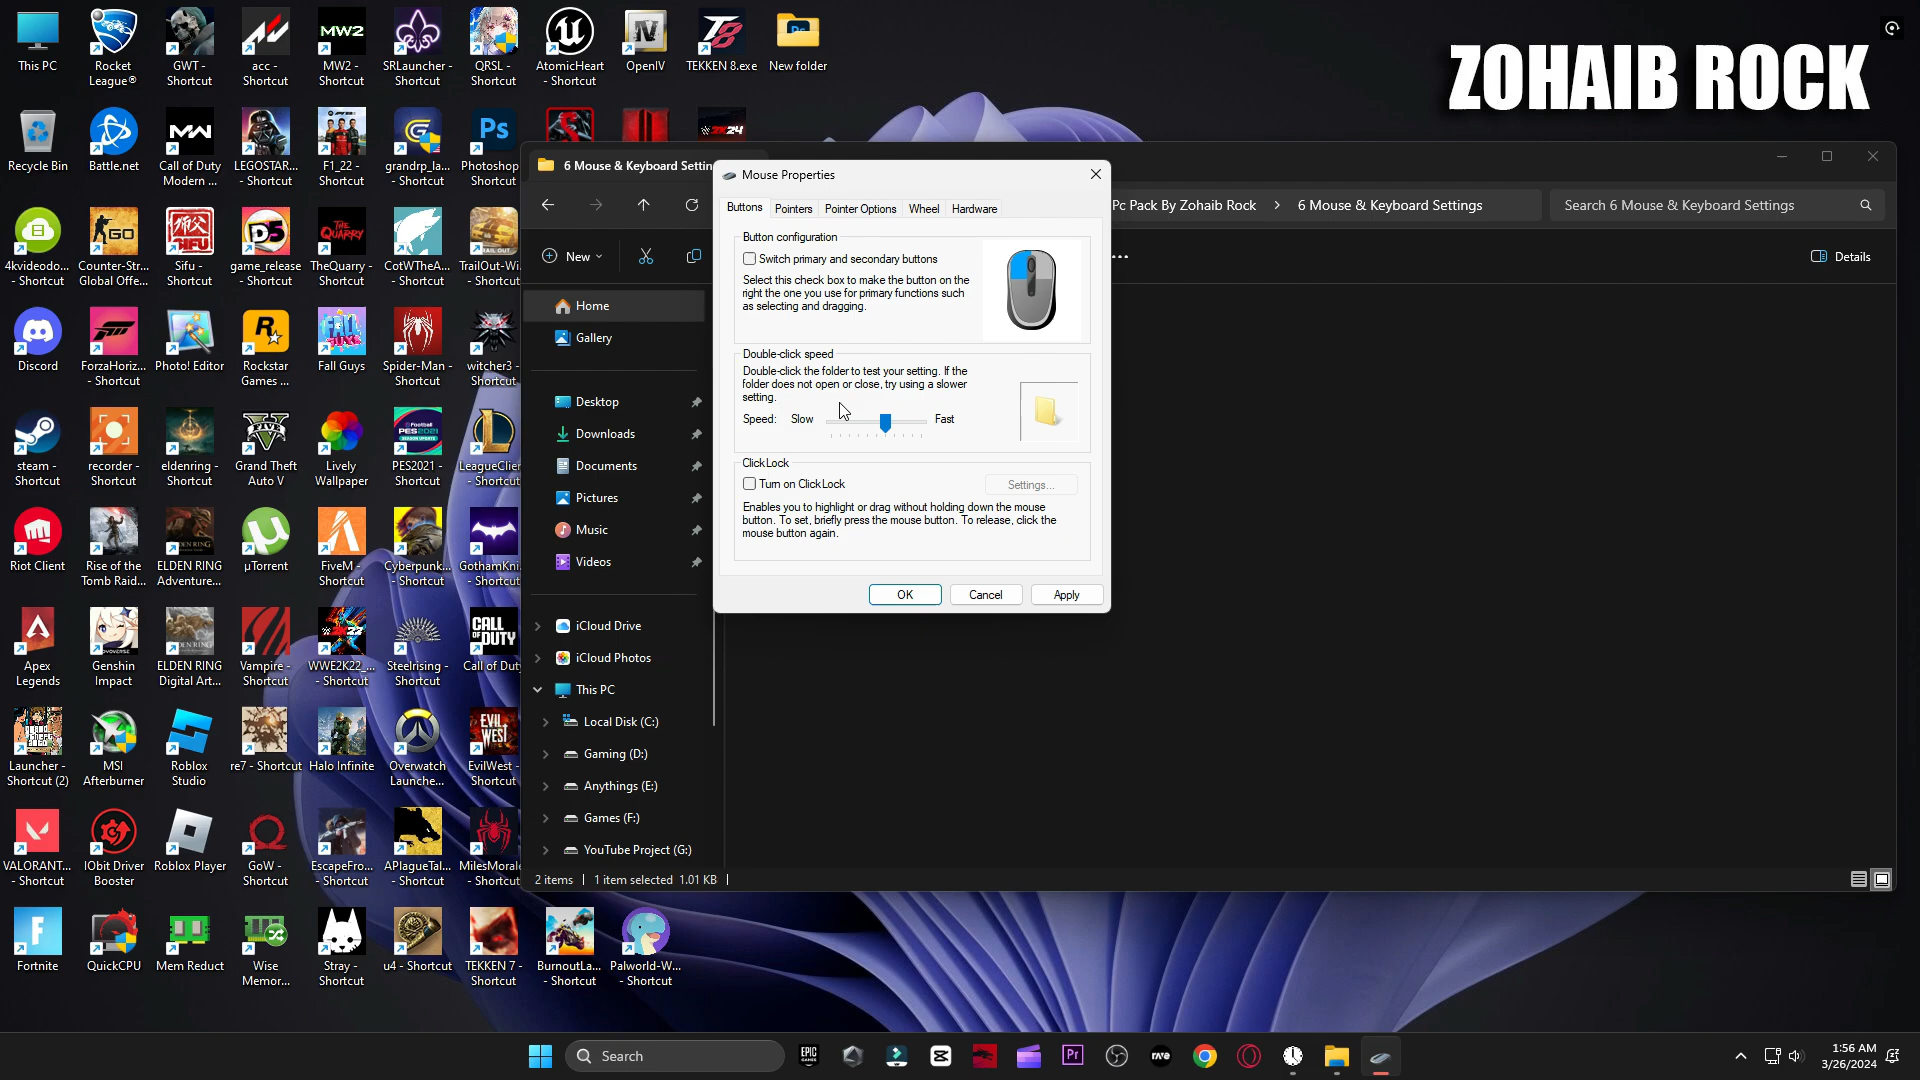 This PC
Rocket
League®
GWT -
Shortcut
acc -
Shortcut
MW2
MW2 -
Shortcut
SRLauncher -
Shortcut
QRSL -
Shortcut
AtomicHeart
- Shortcut
OpenIV
TEKKEN 8.exe
New folder
ZOHAIB ROCK
Recycle Bin
Battle.net
Call of Duty
Modern ...
LEGOSTAR...
- Shortcut
F1_22 -
Shortcut
grandrp_la...
- Shortcut
Ps
Photoshop
Shortcut
2K24
4kvideodo...
- Shortcut
GO
Counter-Str...
Global Offe...
Sifu -
Shortcut
D5
game_release
- Shortcut
TheQuarry -
Shortcut
CotWTheA...
- Shortcut
TrailOut-Wi...
- Shortcut
Discord
ForzaHoriz...
- Shortcut
Photo! Editor
Rockstar
Games ...
Fall Guys
Spider-Man -
Shortcut
witcher3 -
Shortcut
steam -
Shortcut
recorder -
Shortcut
eldenring -
Shortcut
Grand Theft
Auto V
Lively
Wallpaper
PES2021 -
Shortcut
LeagueClien
- Shortcut
Riot Client
Rise of the
Tomb Raid...
ELDEN RING
Adventure...
µTorrent
FiveM -
Shortcut
Cyberpunk...
- Shortcut
GothamKni...
- Shortcut
Apex
Legends
Genshin
Impact
ELDEN RING
Digital Art...
Vampire -
Shortcut
WWE2K22_...
- Shortcut
Steelrising -
Shortcut
CALL OF DUTY
Call of Duty
Launcher -
Shortcut (2)
MSI
Afterburner
Roblox
Studio
re7 - Shortcut
Halo Infinite
Overwatch
Launche...
EVIL WEST
EvilWest -
Shortcut
VALORANT...
- Shortcut
IObit Driver
Booster
Roblox Player
GoW -
Shortcut
EscapeFro...
- Shortcut
APlagueTal...
- Shortcut
MilesMorale
- Shortcut
Fortnite
QuickCPU
Mem Reduct
Wise
Memor...
Stray -
Shortcut
u4 - Shortcut
TEKKEN 7 -
Shortcut
BurnoutLa...
- Shortcut
Palworld-W...
- Shortcut
6 Mouse & Keyboard Settin
Pc Pack By Zohaib Rock > 6 Mouse & Keyboard Settings
Search 6 Mouse & Keyboard Settings
New
Details
Home
Gallery
Desktop
Downloads
Documents
Pictures
Music
Videos
iCloud Drive
iCloud Photos
This PC
Local Disk (C:)
Gaming (D:)
Anythings (E:)
Games (F:)
YouTube Project (G:)
2 items
1 item selected 1.01 KB
Mouse Properties
Buttons Pointers Pointer Options Wheel Hardware
Button configuration
Switch primary and secondary buttons
Select this check box to make the button on the
right the one you use for primary functions such
as selecting and dragging.
Double-click speed
Double-click the folder to test your setting. If the
folder does not open or close, try using a slower
setting.
Speed: Slow Fast
ClickLock
Turn on ClickLock
Settings...
Enables you to highlight or drag without holding down the mouse
button. To set, briefly press the mouse button. To release, click the
mouse button again.
OK Cancel Apply
Search
EPIC GAMES
Pr
1:56 AM
3/26/2024